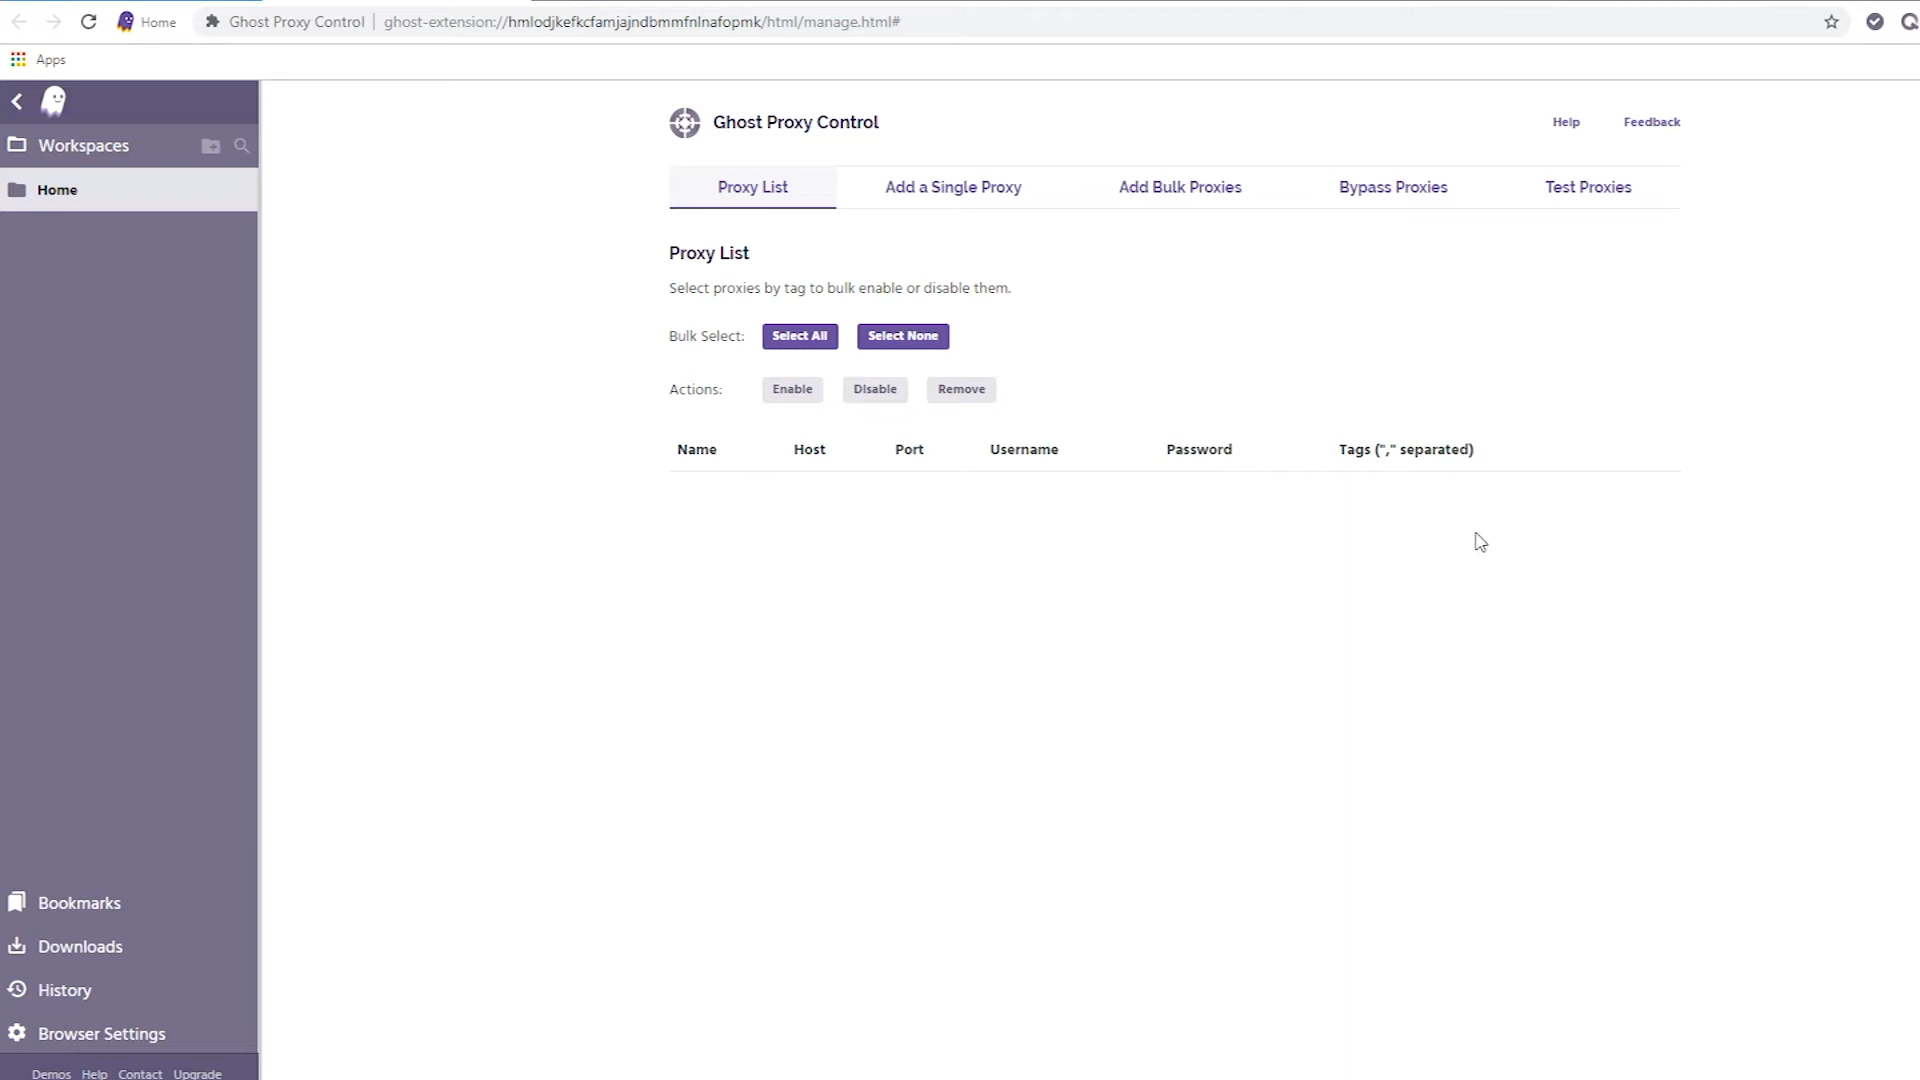 Home
Ghost Proxy Control | ghost-extension://hmlodjkefkcfamjajndbmmfnlnafopmk/html/manage.html#
Apps
Workspaces
Home
Bookmarks
Downloads
History
Browser Settings
Demos Help Contact Upgrade
Ghost Proxy Control
Help Feedback
Proxy List Add a Single Proxy Add Bulk Proxies Bypass Proxies Test Proxies
Proxy List
Select proxies by tag to bulk enable or disable them.
Bulk Select: Select All Select None
Actions: Enable Disable Remove
Name Host Port Username Password Tags ("," separated)